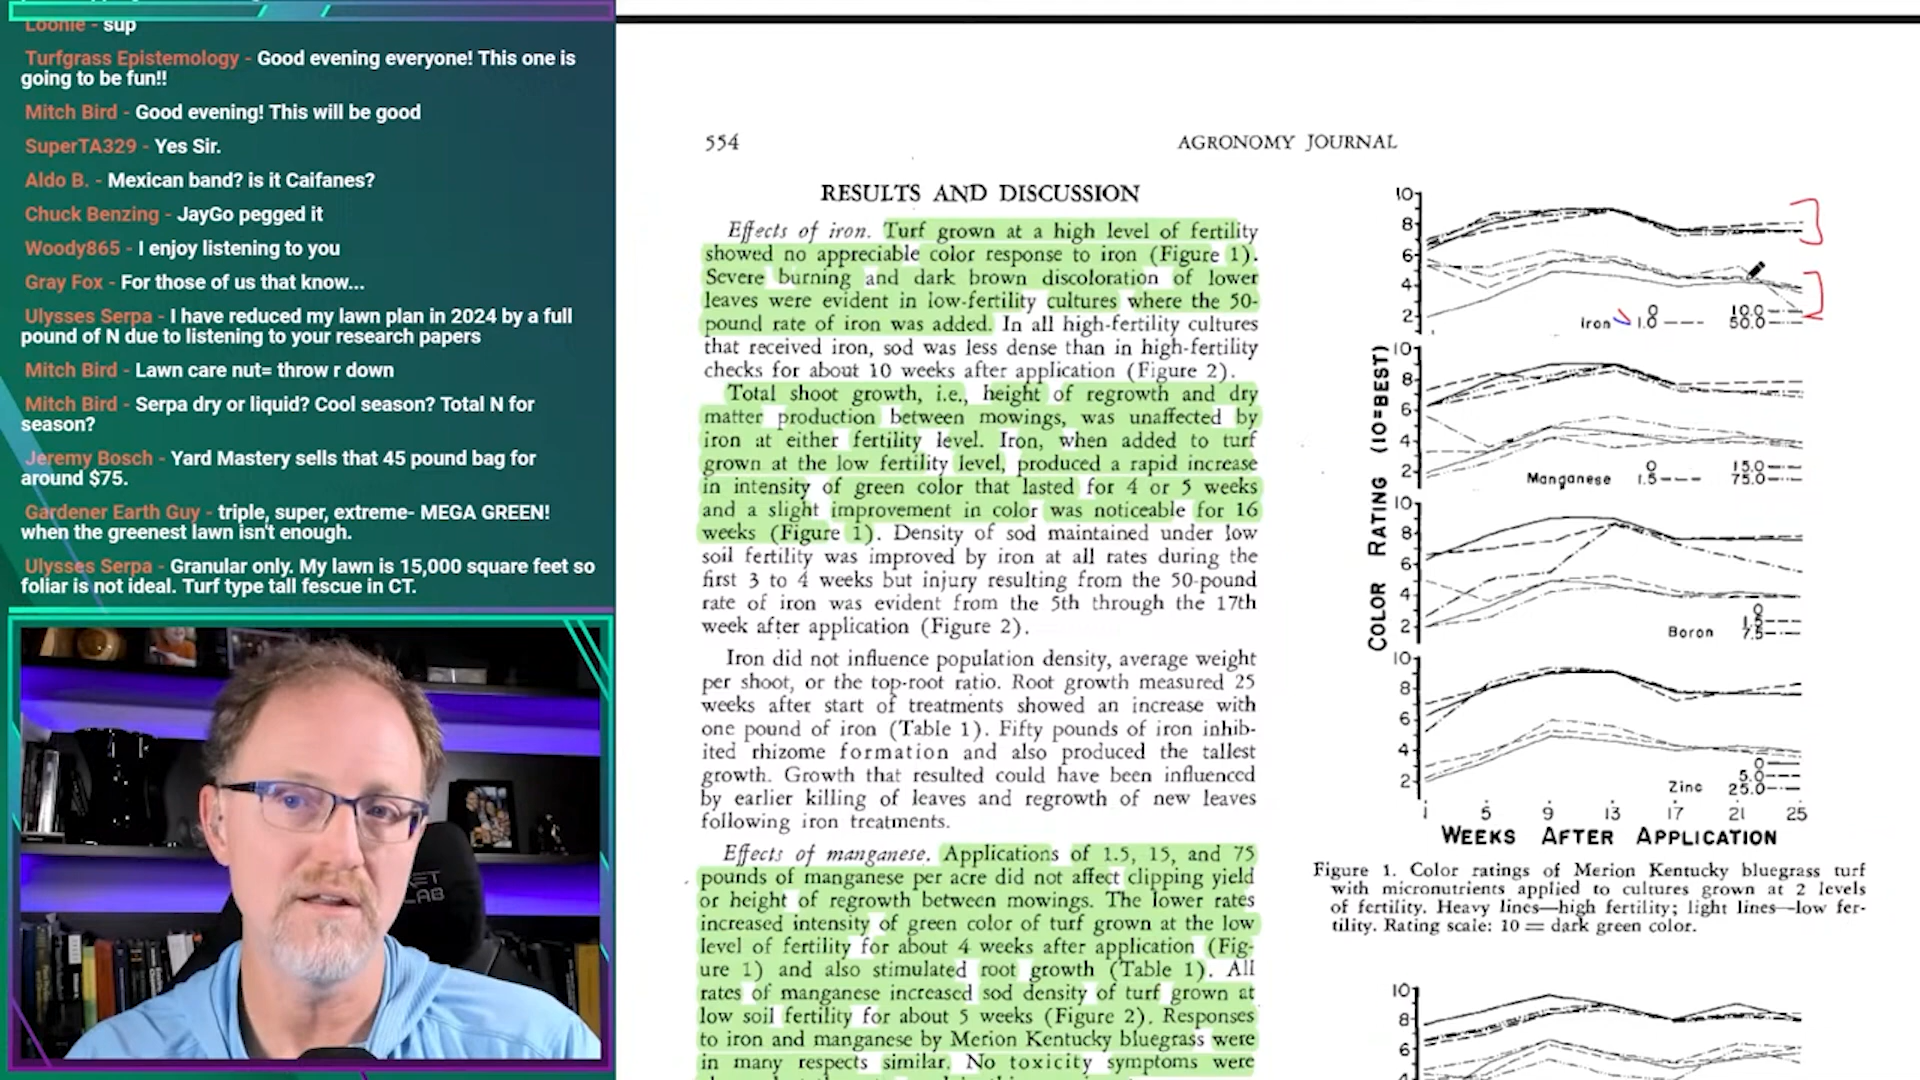 Loonie - sup
Turfgrass Epistemology - Good evening everyone! This one is
going to be fun!!
Mitch Bird - Good evening! This will be good
SuperTA329 - Yes Sir.
Aldo B. - Mexican band? is it Caifanes?
Chuck Benzing - JayGo pegged it
Woody865 - I enjoy listening to you
Gray Fox - For those of us that know...
Ulysses Serpa - I have reduced my lawn plan in 2024 by a full
pound of N due to listening to your research papers
Mitch Bird - Lawn care nut= throw r down
Mitch Bird - Serpa dry or liquid? Cool season? Total N for
season?
Jeremy Bosch - Yard Mastery sells that 45 pound bag for
around $75.
Gardener Earth Guy - triple, super, extreme- MEGA GREEN!
when the greenest lawn isn't enough.
Ulysses Serpa - Granular only. My lawn is 15,000 square feet so
foliar is not ideal. Turf type tall fescue in CT.
554
AGRONOMY JOURNAL
RESULTS AND DISCUSSION
Effects of iron. Turf grown at a high level of fertility
showed no appreciable color response to iron (Figure 1).
Severe burning and dark brown discoloration of lower
leaves were evident in low-fertility cultures where the 50-
pound rate of iron was added. In all high-fertility cultures
that received iron, sod was less dense than in high-fertility
checks for about 10 weeks after application (Figure 2).
Total shoot growth, i.e., height of regrowth and dry
matter production between mowings, was unaffected by
iron at either fertility level. Iron, when added to turf
grown at the low fertility level, produced a rapid increase
in intensity of green color that lasted for 4 or 5 weeks
and a slight improvement in color was noticeable for 16
weeks (Figure 1). Density of sod maintained under low
soil fertility was improved by iron at all rates during the
first 3 to 4 weeks but injury resulting from the 50-pound
rate of iron was evident from the 5th through the 17th
week after application (Figure 2).
Iron did not influence population density, average weight
per shoot, or the top-root ratio. Root growth measured 25
weeks after start of treatments showed an increase with
one pound of iron (Table 1). Fifty pounds of iron inhib-
ited rhizome formation and also produced the tallest
growth. Growth that resulted could have been influenced
by earlier killing of leaves and regrowth of new leaves
following iron treatments.
Effects of manganese. Applications of 1.5, 15, and 75
pounds of manganese per acre did not affect clipping yield
or height of regrowth between mowings. The lower rates
increased intensity of green color of turf grown at the low
level of fertility for about 4 weeks after application (Fig-
ure 1) and also stimulated root growth (Table 1). All
rates of manganese increased sod density of turf grown at
low soil fertility for about 5 weeks (Figure 2). Responses
to iron and manganese by Merion Kentucky bluegrass were
in many respects similar. No toxicity symptoms were
COLOR RATING (10=BEST)
10
8
6
4
2
0 10.0
Iron 1.0 50.0
10
8
6
4
2
0 15.0
Manganese 1.5 75.0
10
8
6
4
2
0
1.5
Boron 7.5
10
8
6
4
2
0
5.0
Zinc 25.0
1 5 9 13 17 21 25
WEEKS AFTER APPLICATION
Figure 1. Color ratings of Merion Kentucky bluegrass turf
with micronutrients applied to cultures grown at 2 levels
of fertility. Heavy lines—high fertility; light lines—low fer-
tility. Rating scale: 10 = dark green color.
10
8
6
4